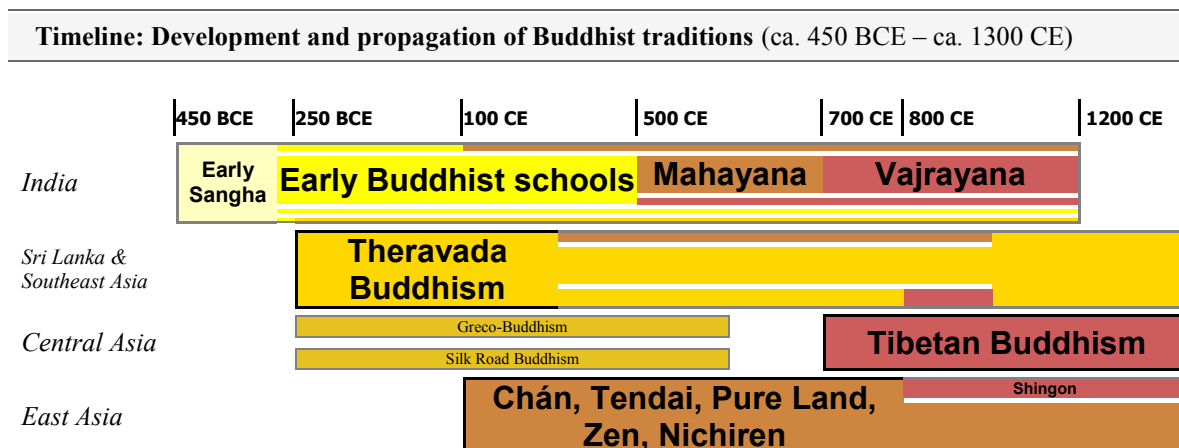 Timeline: Development and propagation of Buddhist traditions (ca. 450 BCE – ca. 1300 CE)
450 BCE 250 BCE 100 CE 500 CE 700 CE 800 CE 1200 CE
India
Early
Sangha
Early Buddhist schools
Mahayana
Vajrayana
Sri Lanka &
Southeast Asia
Theravada
Buddhism
Central Asia
Greco-Buddhism
Silk Road Buddhism
Tibetan Buddhism
East Asia
Chán, Tendai, Pure Land,
Zen, Nichiren
Shingon